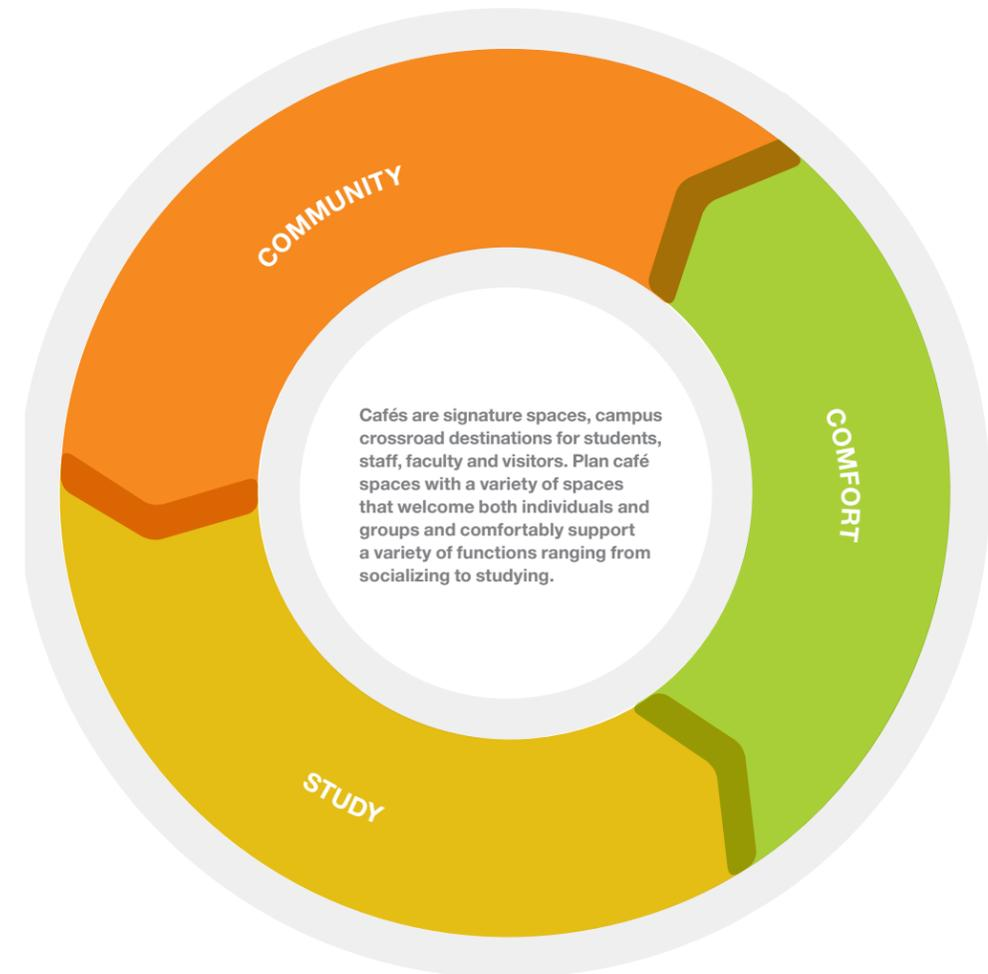 COMMUNITY
COMFORT
Cafés are signature spaces, campus
crossroad destinations for students,
staff, faculty and visitors. Plan café
spaces with a variety of spaces
that welcome both individuals and
groups and comfortably support
a variety of functions ranging from
socializing to studying.
STUDY